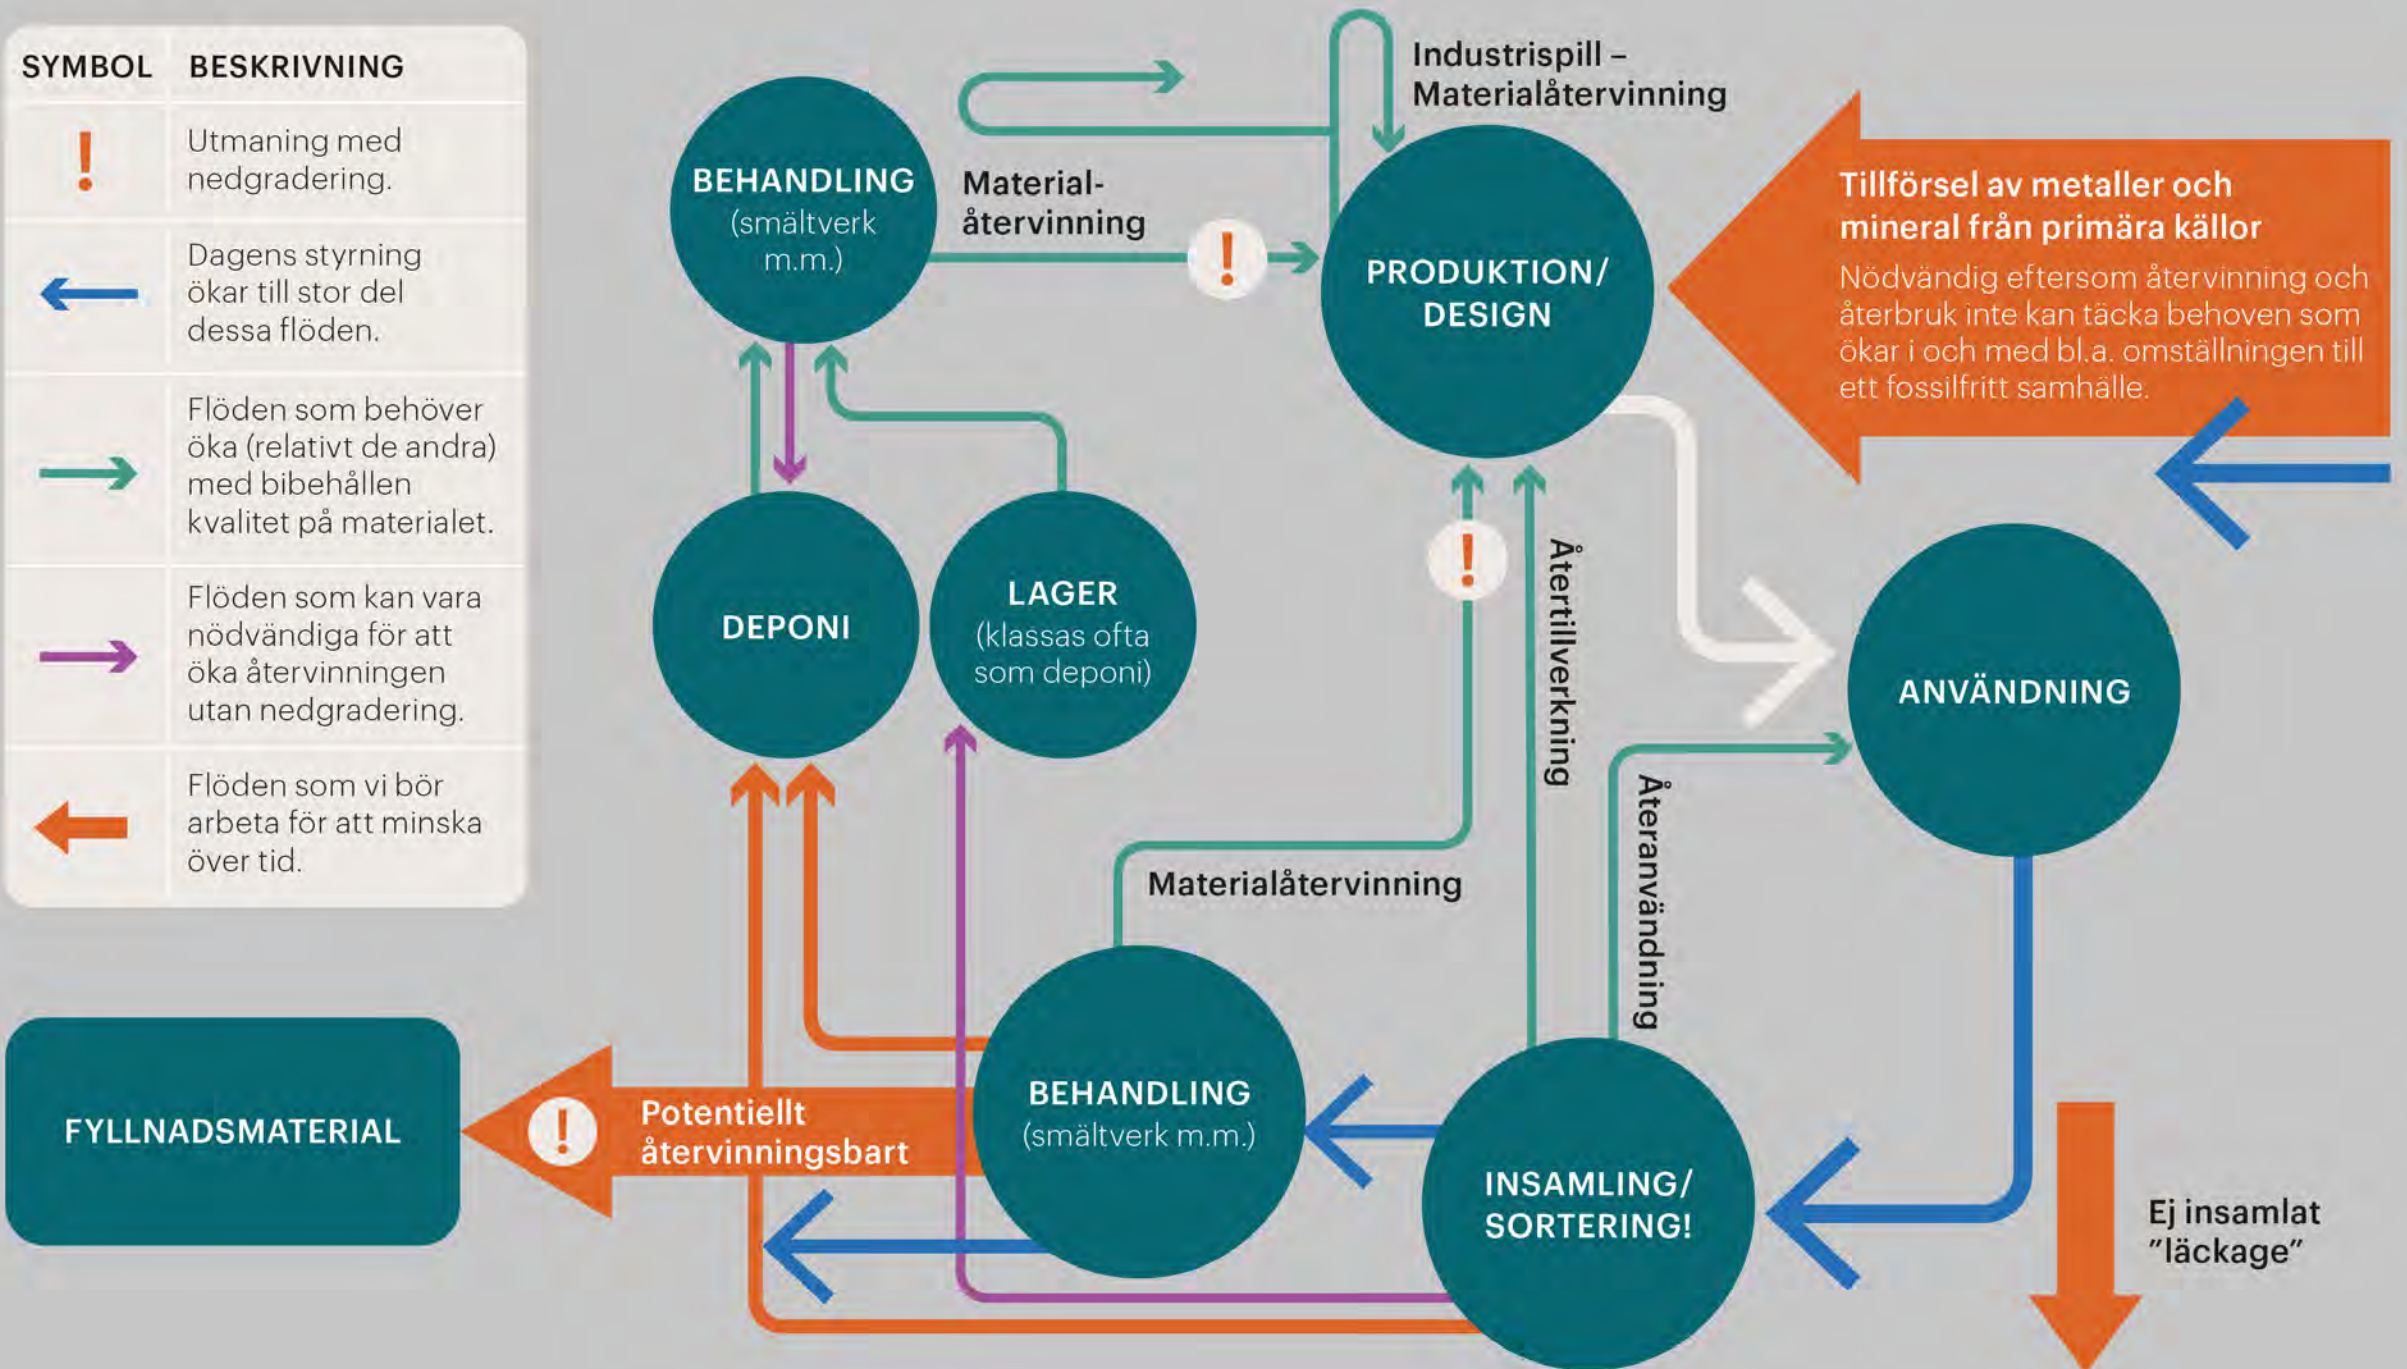 SYMBOL BESKRIVNING
!
Utmaning med
nedgradering.
Dagens styrning
ökar till stor del
dessa flöden.
Flöden som behöver
öka (relativt de andra)
med bibehållen
kvalitet på materialet.
Flöden som kan vara
nödvändiga för att
öka återvinningen
utan nedgradering.
Flöden som vi bör
arbeta för att minska
över tid.
BEHANDLING
(smältverk
m.m.)
Material-
återvinning
!
Industrispill –
Materialåtervinning
PRODUKTION/
DESIGN
Tillförsel av metaller och
mineral från primära källor
Nödvändig eftersom återvinning och
återbruk inte kan täcka behoven som
ökar i och med bl.a. omställningen till
ett fossilfritt samhälle.
DEPONI
LAGER
(klassas ofta
som deponi)
!
Återtillverkning
ANVÄNDNING
Materialåtervinning
Återanvändning
FYLLNADSMATERIAL
!
Potentiellt
återvinningsbart
BEHANDLING
(smältverk m.m.)
INSAMLING/
SORTERING!
Ej insamlat
”läckage”